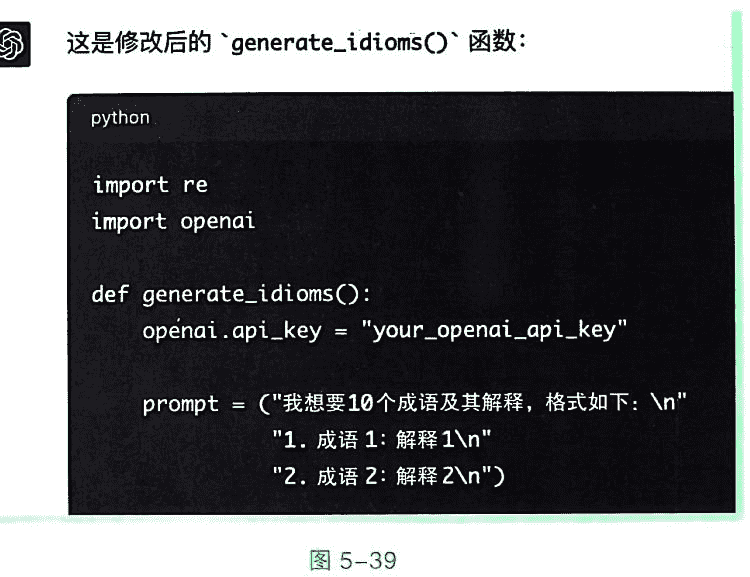 这是修改后的 `generate_idioms()` 函数：
python
import re
import openai
def generate_idioms():
    openai.api_key = "your_openai_api_key"
    prompt = ("我想要10个成语及其解释，格式如下：\n"
              "1. 成语 1：解释 1\n"
              "2. 成语 2：解释 2\n")
图 5-39